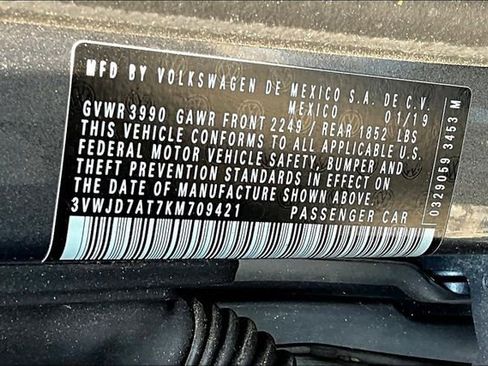 MFD BY VOLKSWAGEN DE MEXICO S.A. DE C.V.
MEXICO 01/19
GVWR 3990 GAWR FRONT 2249 / REAR 1852 LBS
THIS VEHICLE CONFORMS TO ALL APPLICABLE U.S.
FEDERAL MOTOR VEHICLE SAFETY, BUMPER AND
THEFT PREVENTION STANDARDS IN EFFECT ON
THE DATE OF MANUFACTURE SHOWN ABOVE.
3VWJD7AT7KM709421 PASSENGER CAR
0329059 3453 M